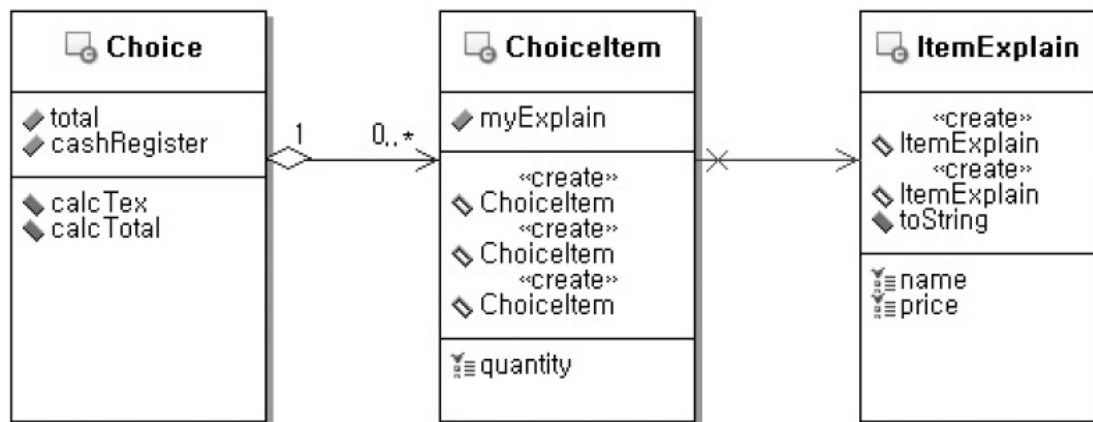 Choice
total
cashRegister
calcTex
calcTotal
1
0..*
ChoiceItem
myExplain
«create»
ChoiceItem
«create»
ChoiceItem
«create»
ChoiceItem
quantity
ItemExplain
«create»
ItemExplain
«create»
ItemExplain
toString
name
price